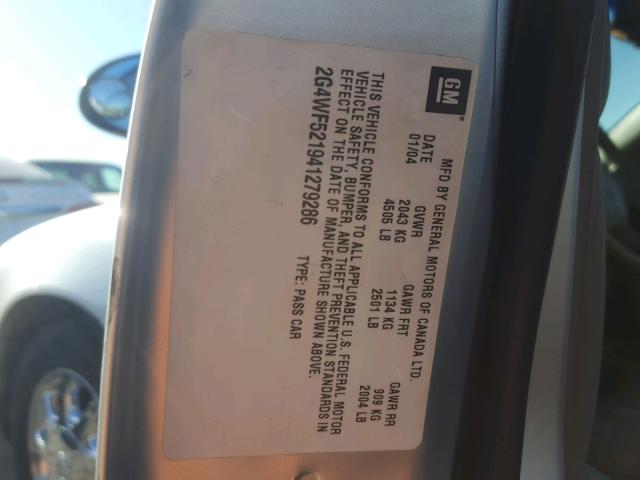 GM
MFD BY GENERAL MOTORS OF CANADA LTD.
DATE GVWR GAWR FRT GAWR RR
01/04 2043 KG 1134 KG 909 KG
4505 LB 2501 LB 2004 LB
THIS VEHICLE CONFORMS TO ALL APPLICABLE U.S. FEDERAL MOTOR
VEHICLE SAFETY, BUMPER, AND THEFT PREVENTION STANDARDS IN
EFFECT ON THE DATE OF MANUFACTURE SHOWN ABOVE.
2G4WF521941279286 TYPE: PASS CAR